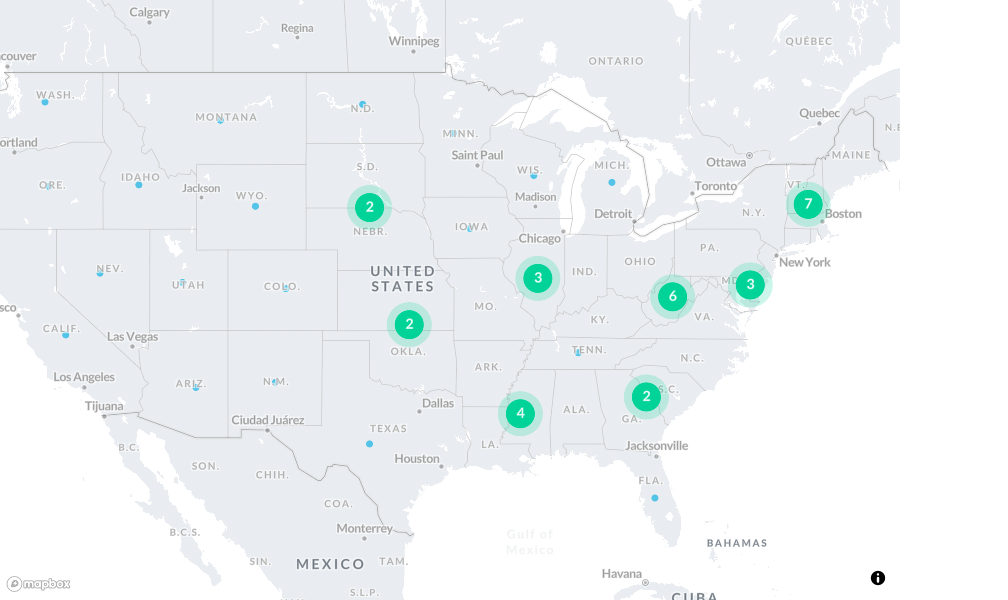 Calgary
Regina
Winnipeg
QUÉBEC
ONTARIO
couver
WASH.
MONTANA
N.D.
MINN.
Quebec
N.B
ortland
Saint Paul
Ottawa
MAINE
ORE.
IDAHO
Jackson
WYO.
S.D.
WIS.
MICH.
Madison
Toronto
VT.
2
NEBR.
IOWA
Detroit
N.Y.
7
Boston
Chicago
PA.
New York
NEV.
UTAH
COLO.
UNITED
STATES
3
IND.
OHIO
MD.
3
sco
CALIF.
Las Vegas
2
MO.
6
KY.
VA.
OKLA.
TENN.
N.C.
Los Angeles
ARIZ.
N.M.
ARK.
S.C.
2
Tijuana
Ciudad Juárez
Dallas
4
ALA.
GA.
TEXAS
LA.
Jacksonville
B.C.
SON.
CHIH.
Houston
FLA.
COA.
B.C.S.
Monterrey
Gulf of
Mexico
BAHAMAS
SIN.
MEXICO
TAM.
Havana
mapbox
S.L.P.
CUBA